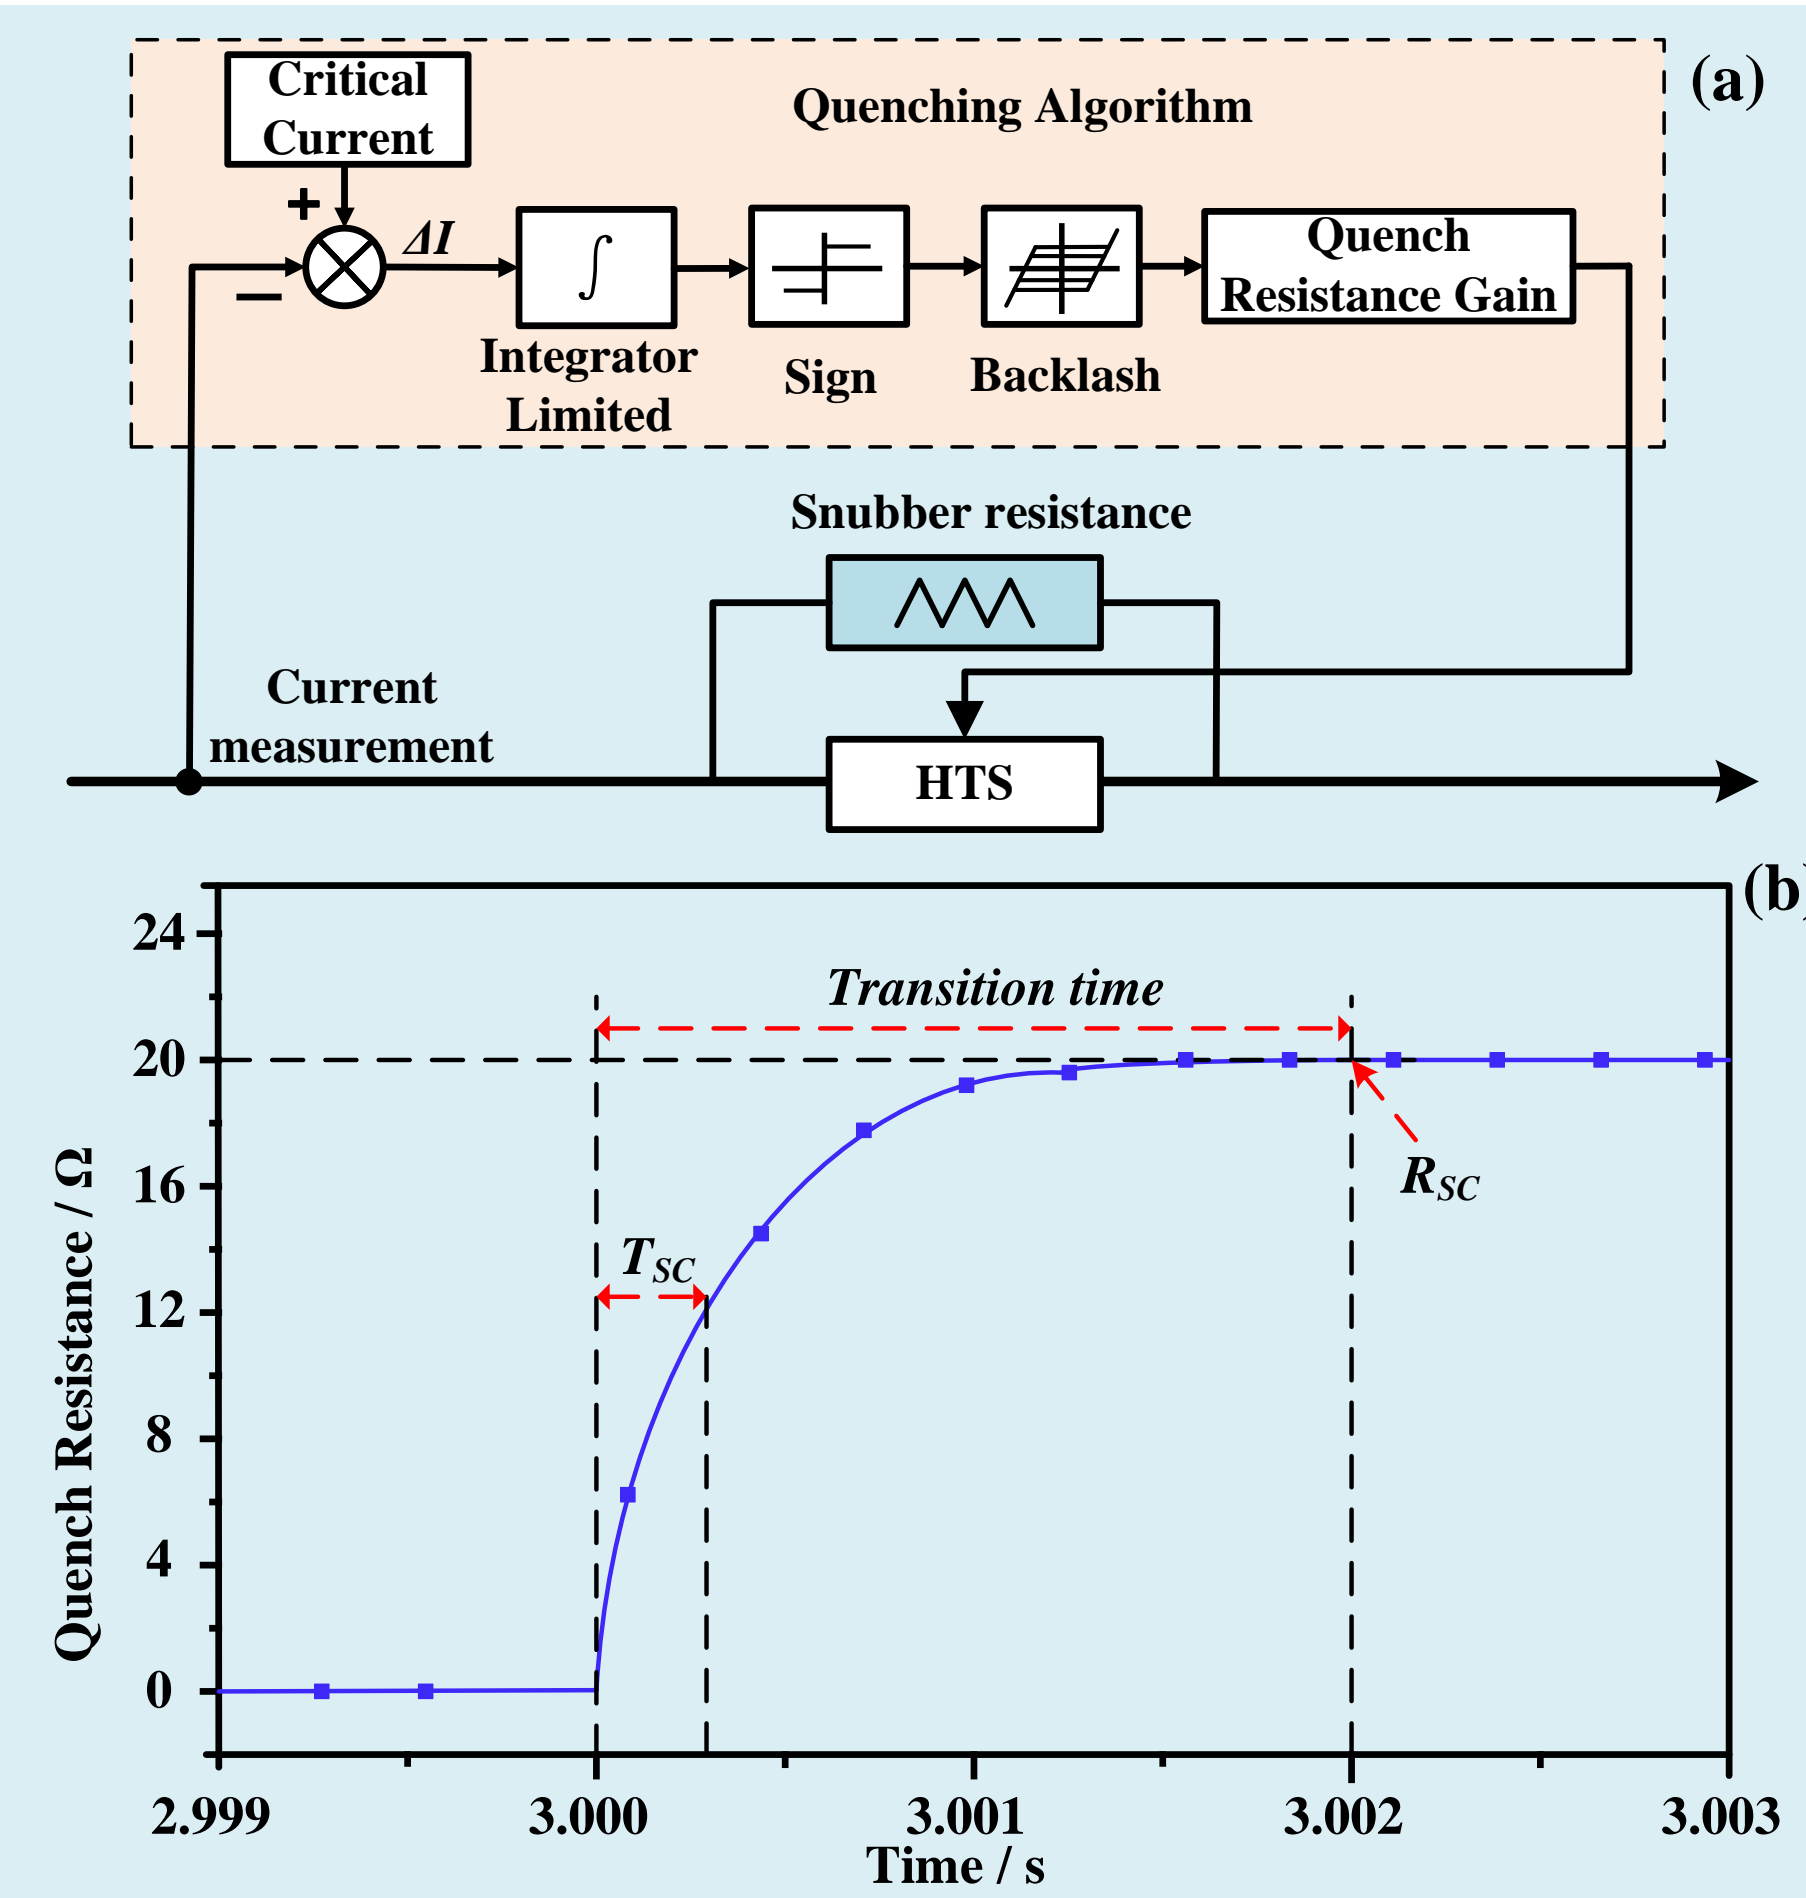 (a)
Critical
Current
Quenching Algorithm
+
ΔI
−
∫
Quench
Resistance Gain
Integrator
Limited
Sign
Backlash
Snubber resistance
Current
measurement
HTS
(b)
24
20
16
12
8
4
0
Quench Resistance / Ω
Transition time
R_SC
T_SC
2.999
3.000
3.001
3.002
3.003
Time / s